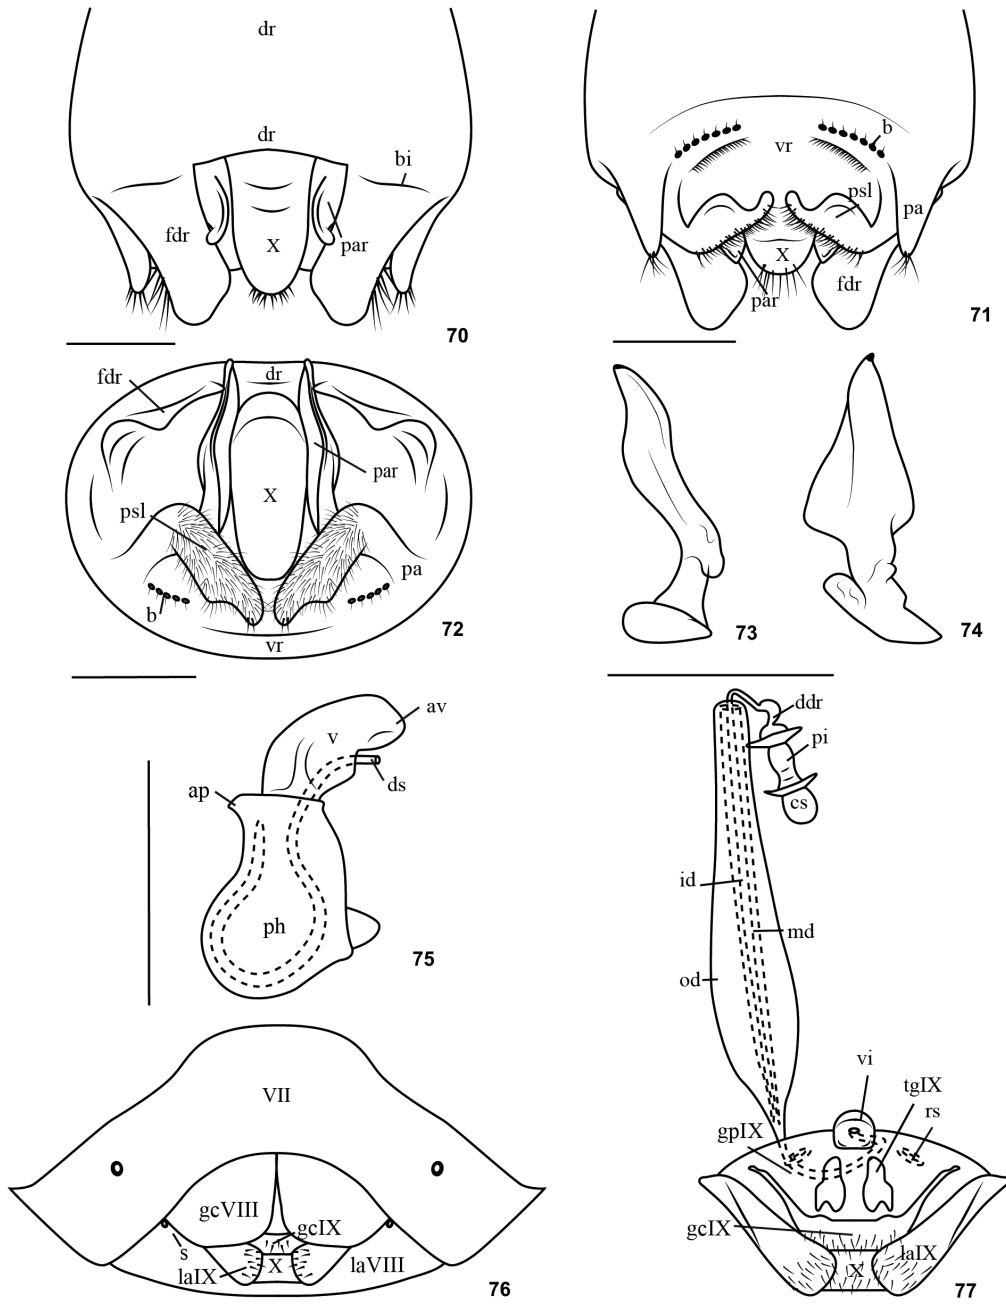 dr
dr
bi
fdr
X
par
70
b
vr
psl
pa
X
par
fdr
71
fdr
dr
par
X
psl
pa
b
vr
72
73
74
av
v
ds
ap
ph
75
ddr
pi
cs
id
md
od
vi
tgIX
rs
gpIX
gcIX
laIX
X
77
VII
gcVIII
gcIX
s
laIX
X
laVIII
76